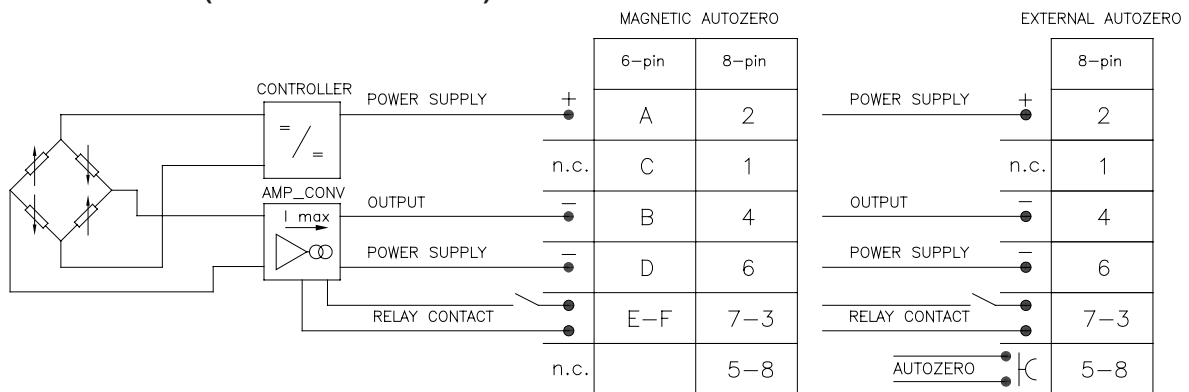 MAGNETIC AUTOZERO
EXTERNAL AUTOZERO
6-pin 8-pin
8-pin
CONTROLLER
= / =
POWER SUPPLY + A 2
POWER SUPPLY + 2
n.c. C 1
n.c. 1
AMP_CONV
I max
OUTPUT - B 4
OUTPUT - 4
POWER SUPPLY - D 6
POWER SUPPLY - 6
RELAY CONTACT E-F 7-3
RELAY CONTACT 7-3
n.c. 5-8
AUTOZERO 5-8